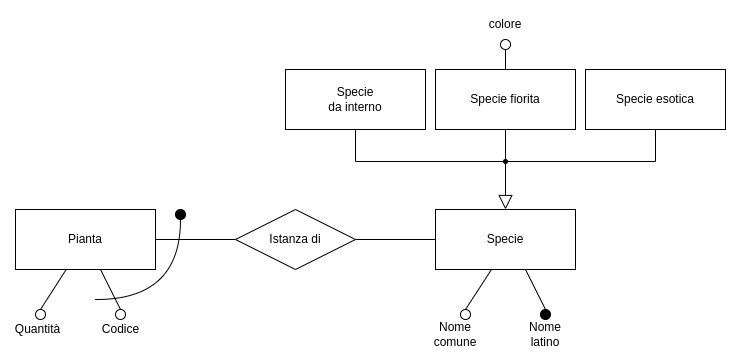 colore
Specie
da interno
Specie fiorita
Specie esotica
Pianta
Istanza di
Specie
Quantità
Codice
Nome
comune
Nome
latino